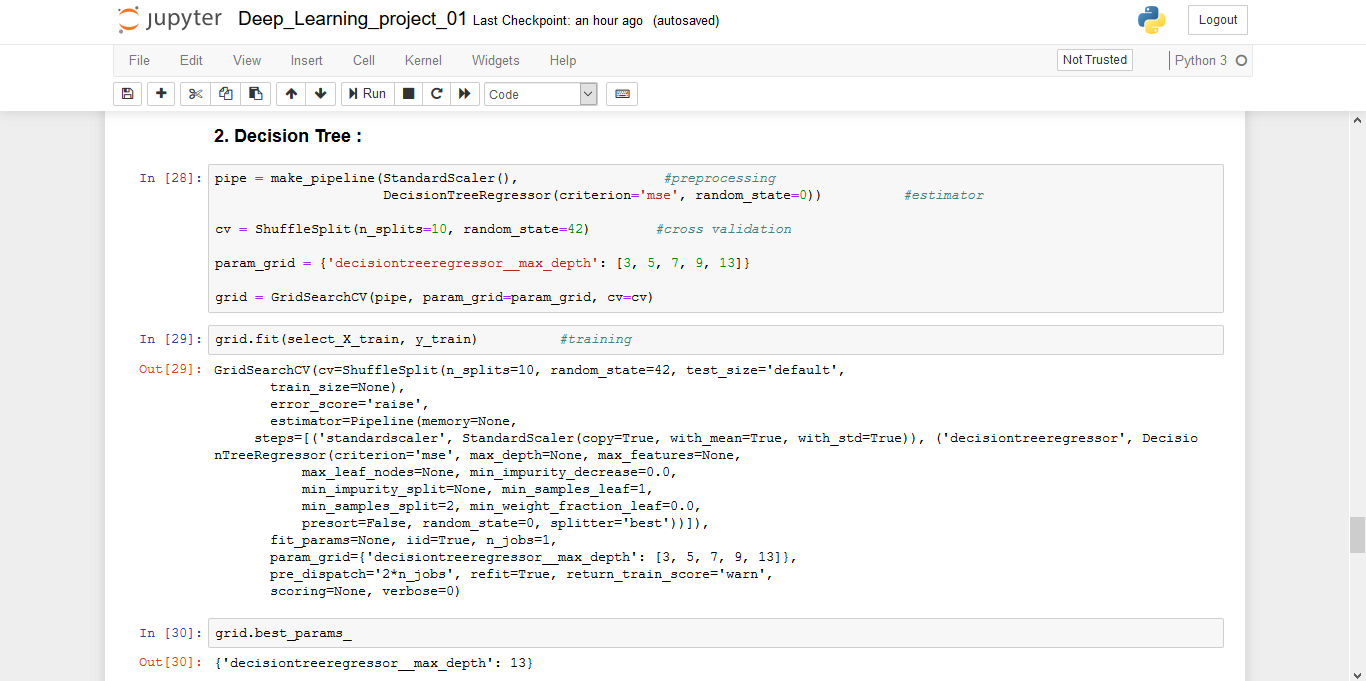 jupyter Deep_Learning_project_01 Last Checkpoint: an hour ago (autosaved) Logout
File Edit View Insert Cell Kernel Widgets Help Not Trusted Python 3
Run Code
2. Decision Tree :
In [28]: pipe = make_pipeline(StandardScaler(), #preprocessing
DecisionTreeRegressor(criterion='mse', random_state=0)) #estimator
cv = ShuffleSplit(n_splits=10, random_state=42) #cross validation
param_grid = {'decisiontreeregressor__max_depth': [3, 5, 7, 9, 13]}
grid = GridSearchCV(pipe, param_grid=param_grid, cv=cv)
In [29]: grid.fit(select_X_train, y_train) #training
Out[29]: GridSearchCV(cv=ShuffleSplit(n_splits=10, random_state=42, test_size='default',
train_size=None),
error_score='raise',
estimator=Pipeline(memory=None,
steps=[('standardscaler', StandardScaler(copy=True, with_mean=True, with_std=True)), ('decisiontreeregressor', Decisio
nTreeRegressor(criterion='mse', max_depth=None, max_features=None,
max_leaf_nodes=None, min_impurity_decrease=0.0,
min_impurity_split=None, min_samples_leaf=1,
min_samples_split=2, min_weight_fraction_leaf=0.0,
presort=False, random_state=0, splitter='best'))]),
fit_params=None, iid=True, n_jobs=1,
param_grid={'decisiontreeregressor__max_depth': [3, 5, 7, 9, 13]},
pre_dispatch='2*n_jobs', refit=True, return_train_score='warn',
scoring=None, verbose=0)
In [30]: grid.best_params_
Out[30]: {'decisiontreeregressor__max_depth': 13}